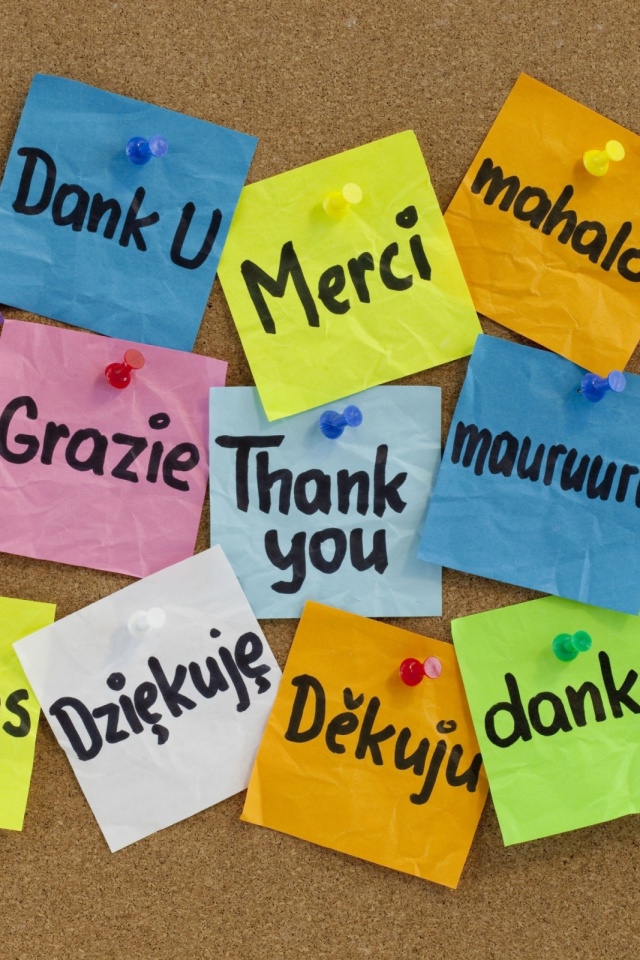 Dank U
Merci
mahalo
Grazie
Thank
you
mauruuru
Dziękuję
Děkuju
dank